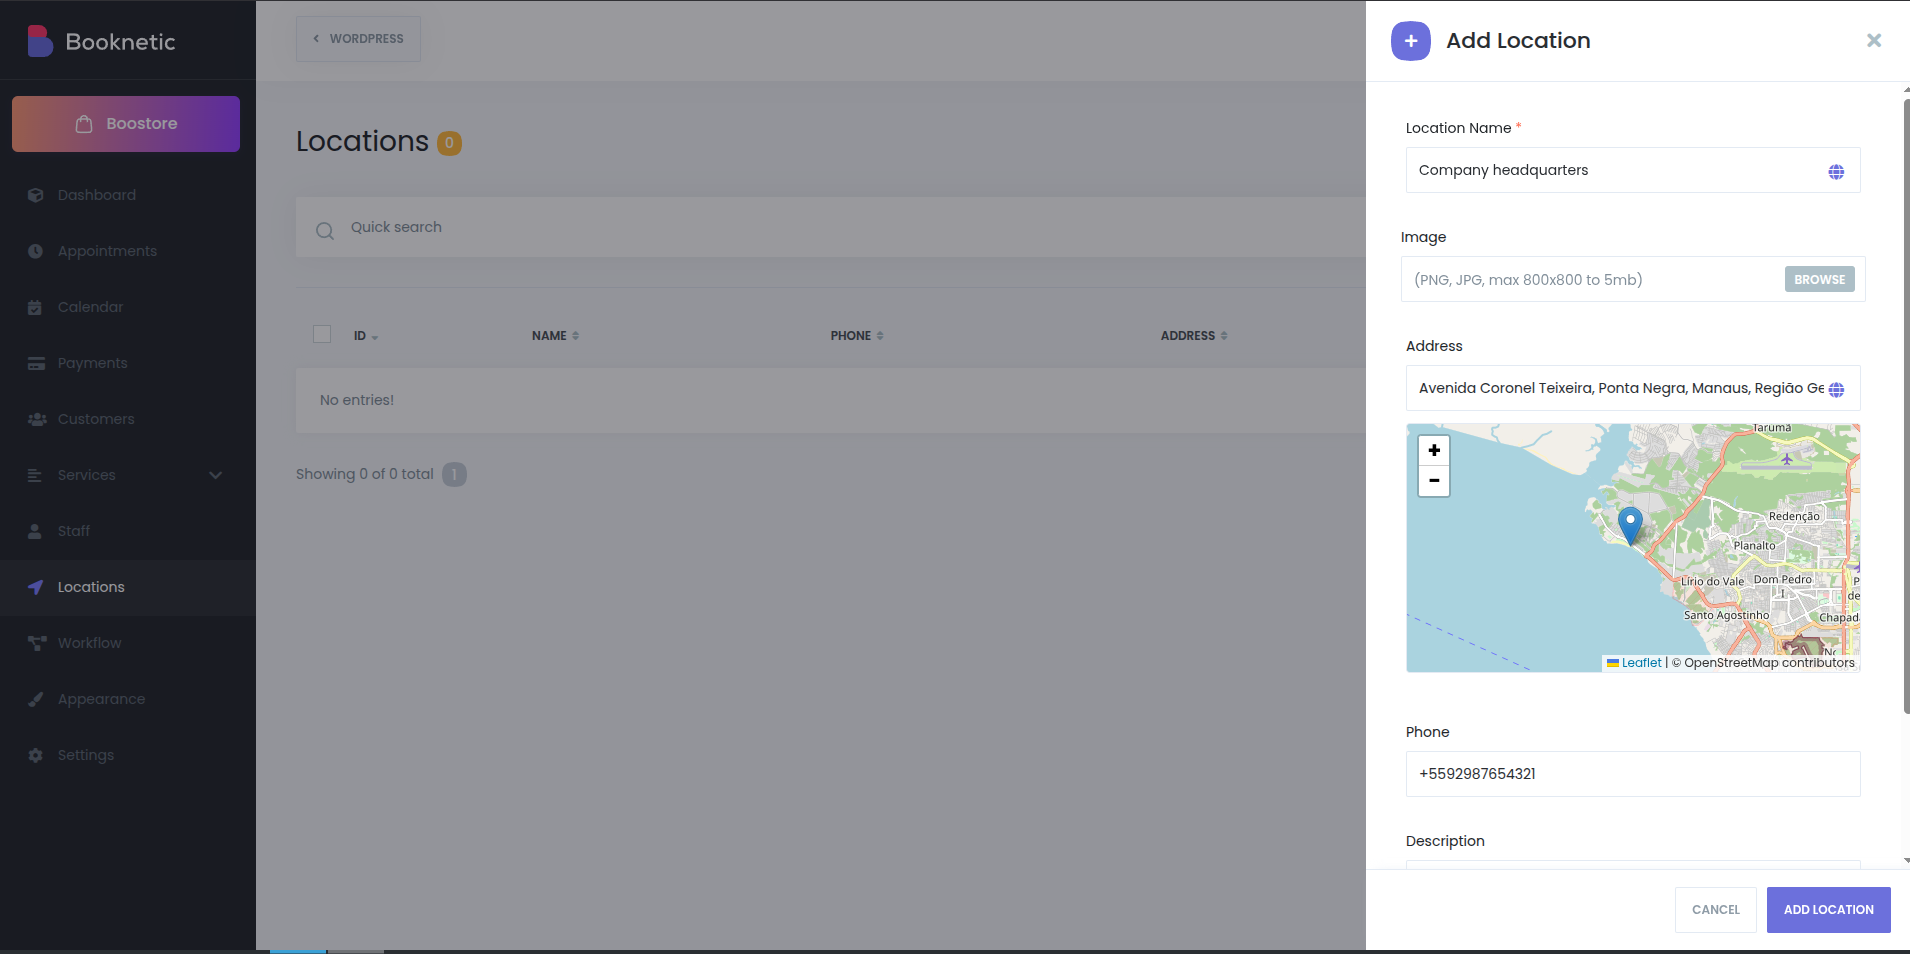 Booknetic
Boostore
Dashboard
Appointments
Calendar
Payments
Customers
Services
Staff
Locations
Workflow
Appearance
Settings
WORDPRESS
Locations 0
Quick search
ID NAME PHONE ADDRESS
No entries!
Showing 0 of 0 total 1
+ Add Location
Location Name *
Company headquarters
Image
(PNG, JPG, max 800x800 to 5mb) BROWSE
Address
Avenida Coronel Teixeira, Ponta Negra, Manaus, Região Ge
+
−
Tarumã
Redenção
Planalto
Lírio do Vale
Dom Pedro I
P
de
Santo Agostinho
Chapad
Leaflet | © OpenStreetMap contributors
Phone
+5592987654321
Description
CANCEL ADD LOCATION